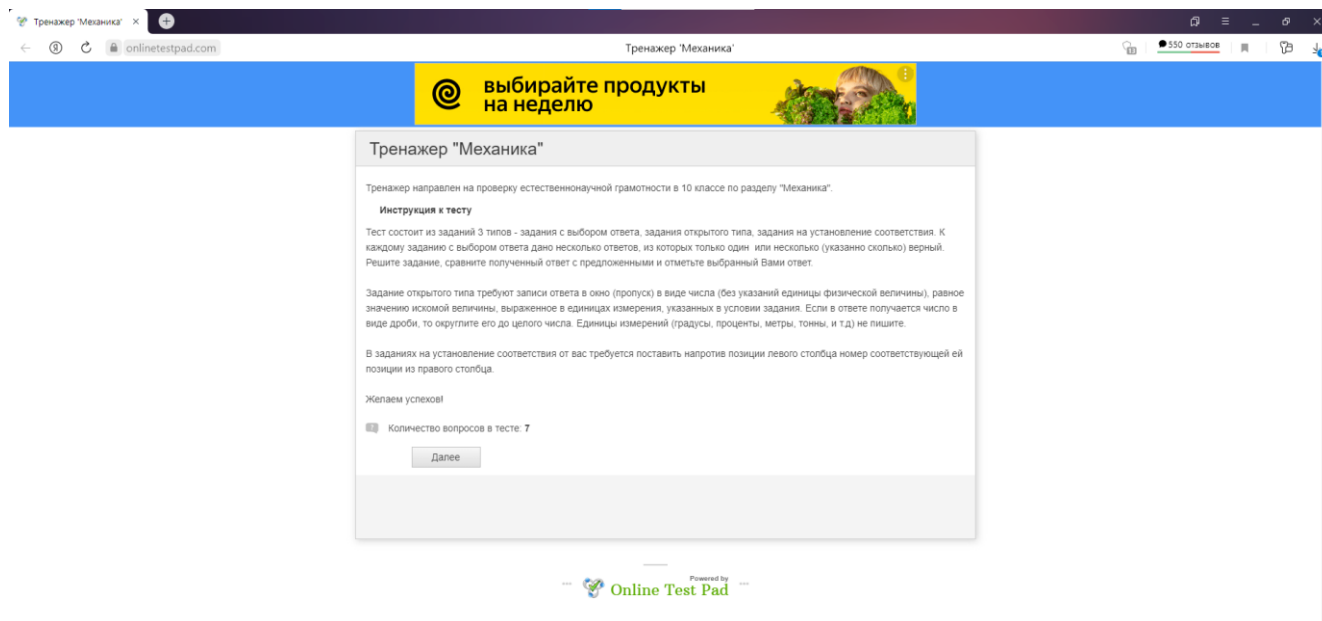 Тренажер 'Механика'
onlinetestpad.com
Тренажер 'Механика'
550 отзывов
выбирайте продукты
на неделю
Тренажер "Механика"
Тренажер направлен на проверку естественнонаучной грамотности в 10 классе по разделу "Механика".
Инструкция к тесту
Тест состоит из заданий 3 типов - задания с выбором ответа, задания открытого типа, задания на установление соответствия. К
каждому заданию с выбором ответа дано несколько ответов, из которых только один или несколько (указанно сколько) верный.
Решите задание, сравните полученный ответ с предложенными и отметьте выбранный Вами ответ.
Задание открытого типа требуют записи ответа в окно (пропуск) в виде числа (без указаний единицы физической величины), равное
значению искомой величины, выраженное в единицах измерения, указанных в условии задания. Если в ответе получается число в
виде дроби, то округлите его до целого числа. Единицы измерений (градусы, проценты, метры, тонны, и т.д) не пишите.
В заданиях на установление соответствия от вас требуется поставить напротив позиции левого столбца номер соответствующей ей
позиции из правого столбца.
Желаем успехов!
Количество вопросов в тесте: 7
Далее
Powered by
Online Test Pad